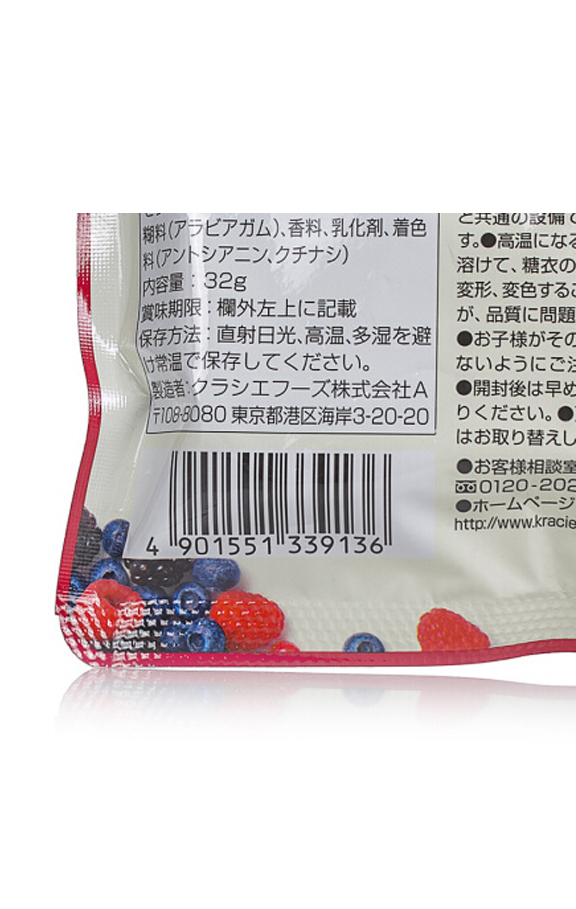 糊料(アラビアガム)、香料、乳化剤、着色
料(アントシアニン、クチナシ)
内容量：32g
賞味期限：欄外左上に記載
保存方法：直射日光、高温、多湿を避
け常温で保存してください。
製造者：クラシエフーズ株式会社A
〒108-8080 東京都港区海岸3-20-20
4 901551 339136
と共通の設備で
す。●高温になる
溶けて、糖衣の
変形、変色するこ
が、品質に問題
●お子様がその
ないようにご注
●開封後は早め
りください。●
はお取り替えし
●お客様相談室
0120-202
●ホームページ
http://www.kracie